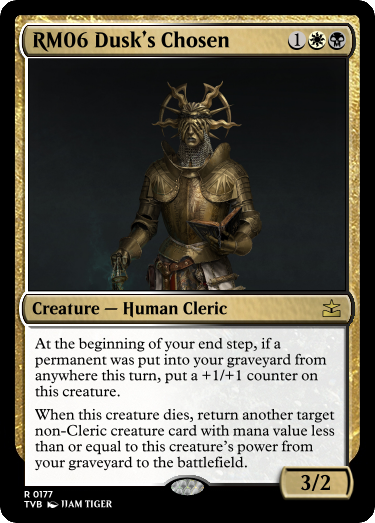 RM06 Dusk's Chosen 1
Creature — Human Cleric
At the beginning of your end step, if a
permanent was put into your graveyard from
anywhere this turn, put a +1/+1 counter on
this creature.
When this creature dies, return another target
non-Cleric creature card with mana value less
than or equal to this creature's power from
your graveyard to the battlefield.
3/2
R 0177
TVB JJAM TIGER